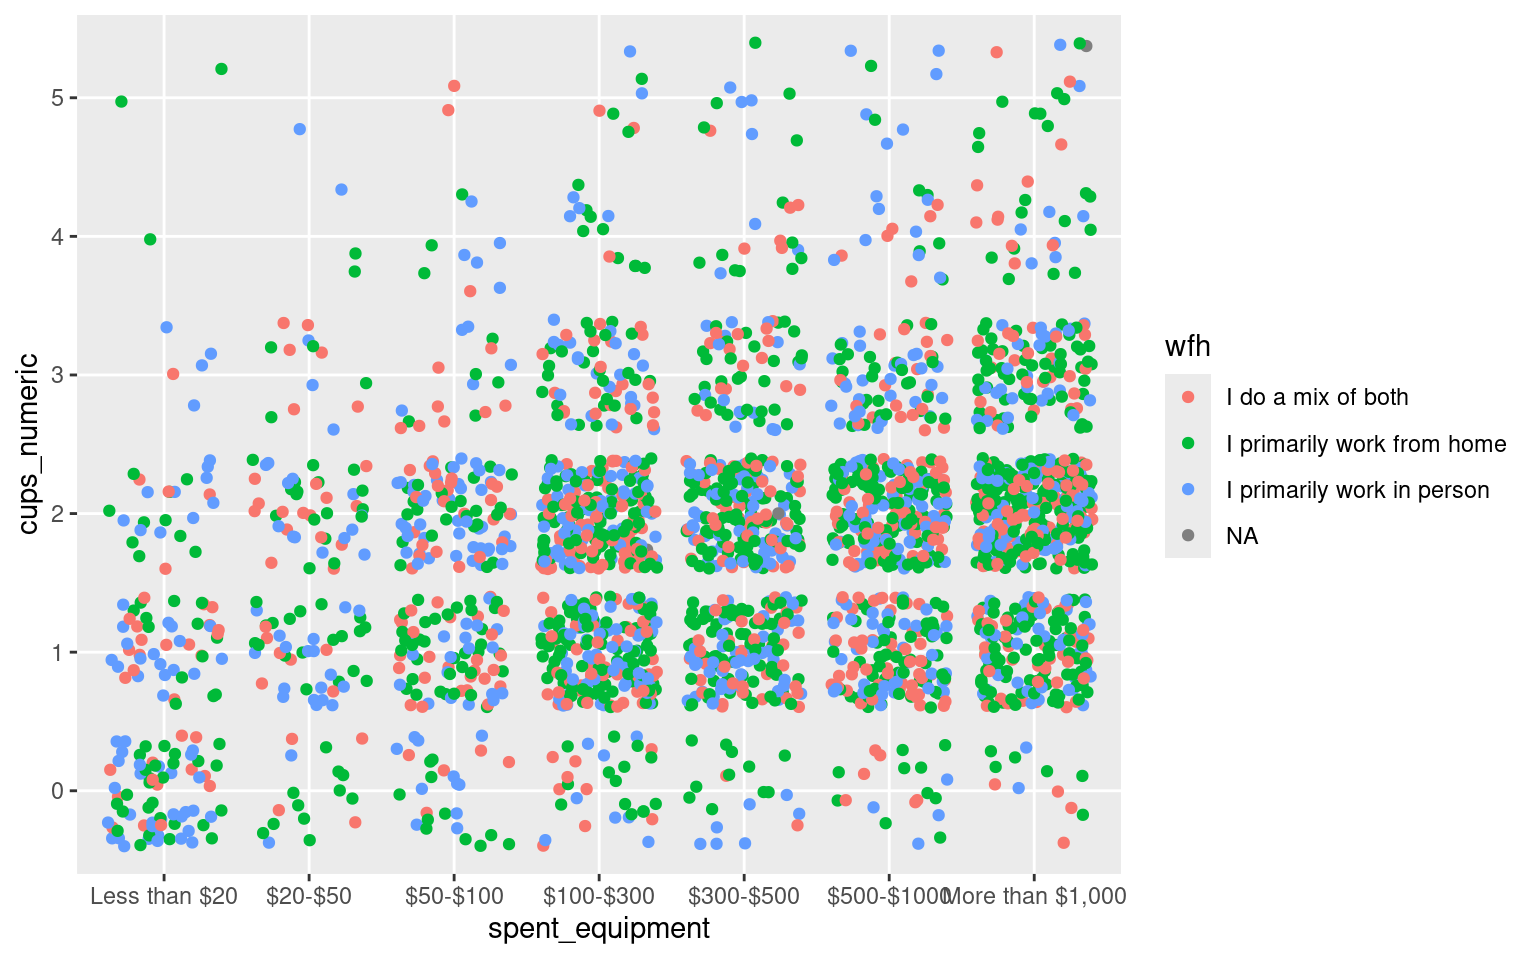 5
4
3
2
1
0
cups_numeric
Less than $20
$20-$50
$50-$100
$100-$300
$300-$500
$500-$1000
More than $1,000
spent_equipment
wfh
I do a mix of both
I primarily work from home
I primarily work in person
NA